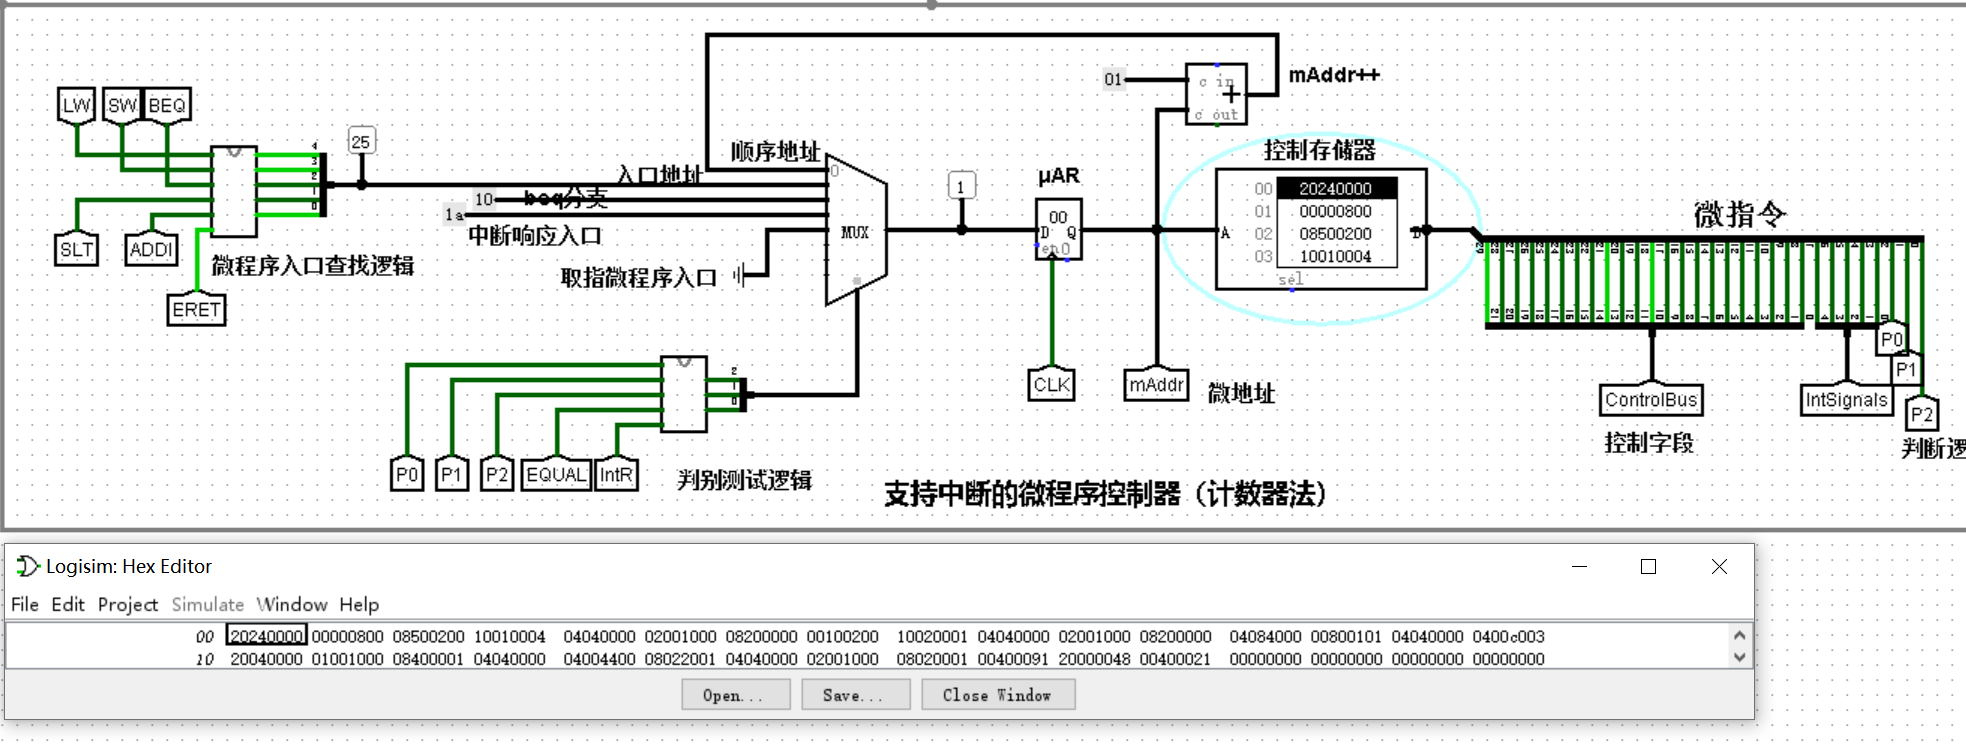 01
mAddr++
c in
+
c out
LW SW BEQ
25
顺序地址
控制存储器
入口地址
μAR
00 20240000
01 00000800
02 08500200
03 10010004
sel
10 beq分支
1a
中断响应入口
1
MUX
00
D Q
en 0
A
D
微指令
SLT ADDI
微程序入口查找逻辑
取指微程序入口
ERET
P0
P1
P2
CLK
mAddr
微地址
ControlBus
IntSignals
控制字段
P0 P1 P2 EQUAL IntR
判别测试逻辑
支持中断的微程序控制器（计数器法）
Logisim: Hex Editor
File Edit Project Simulate Window Help
00 20240000 00000800 08500200 10010004 04040000 02001000 08200000 00100200 10020001 04040000 02001000 08200000 04084000 00800101 04040000 0400c003
10 20040000 01001000 08400001 04040000 04004400 08022001 04040000 02001000 08020001 00400091 20000048 00400021 00000000 00000000 00000000 00000000
Open... Save... Close Window